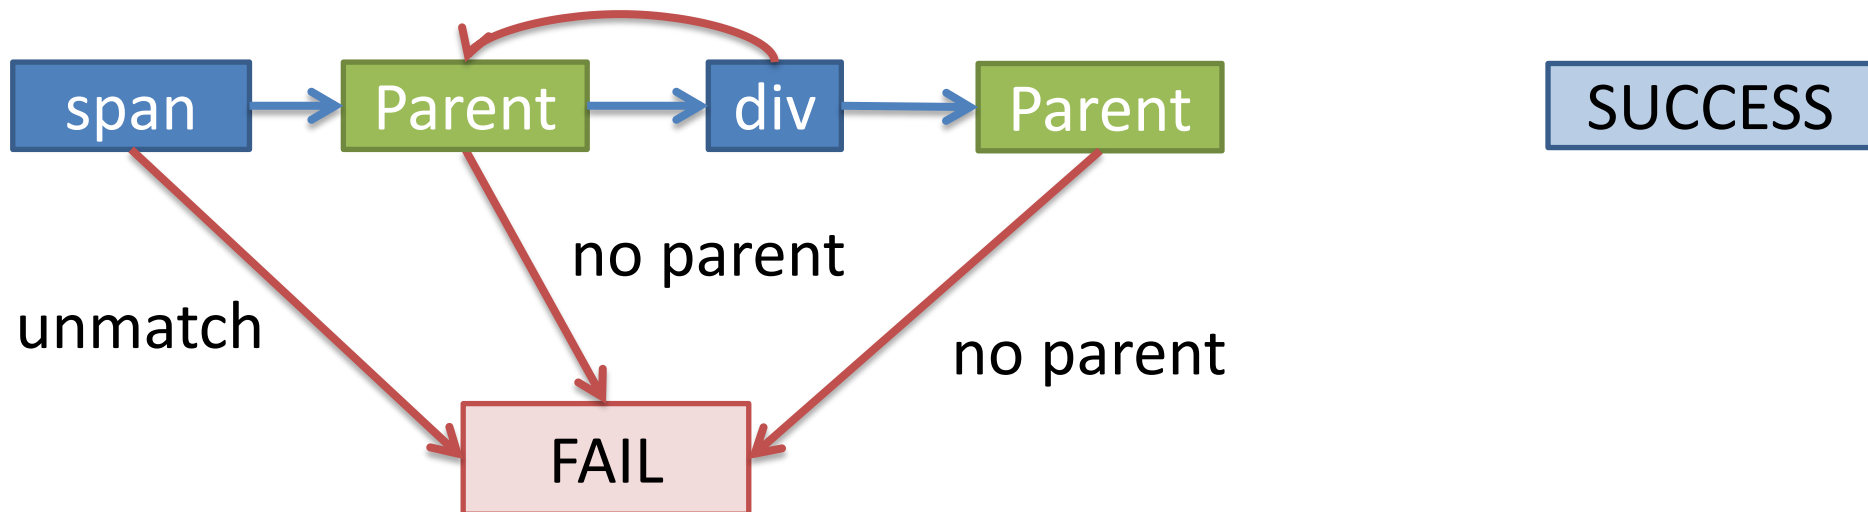 span
Parent
div
Parent
SUCCESS
no parent
unmatch
no parent
FAIL